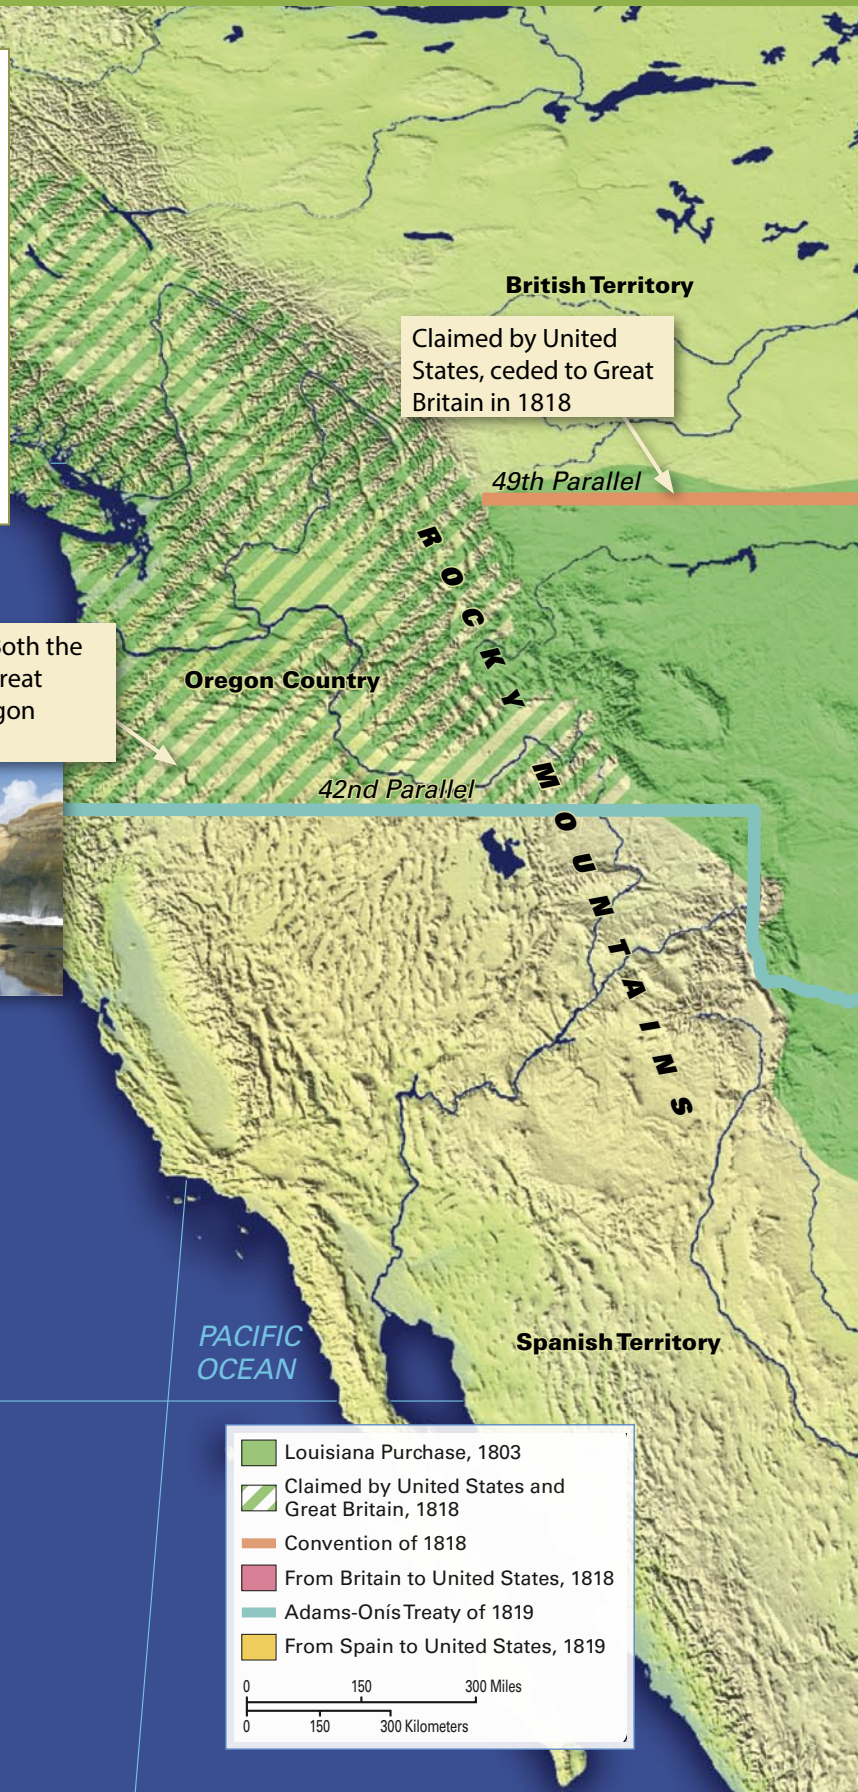 British Territory
Claimed by United
States, ceded to Great
Britain in 1818
49th Parallel
ROCKY MOUNTAINS
oth the
reat
gon
Oregon Country
42nd Parallel
PACIFIC
OCEAN
Spanish Territory
Louisiana Purchase, 1803
Claimed by United States and
Great Britain, 1818
Convention of 1818
From Britain to United States, 1818
Adams-Onís Treaty of 1819
From Spain to United States, 1819
0 150 300 Miles
0 150 300 Kilometers